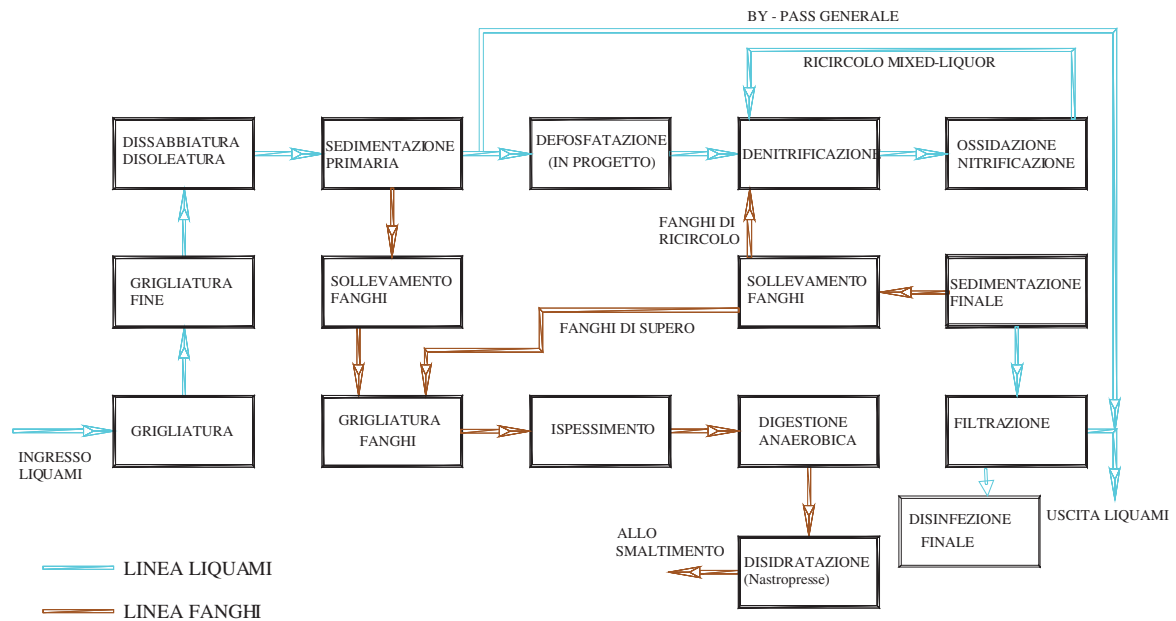 BY - PASS GENERALE
RICIRCOLO MIXED-LIQUOR
DISSABBIATURA
DISOLEATURA
SEDIMENTAZIONE
PRIMARIA
DEFOSFATAZIONE
(IN PROGETTO)
DENITRIFICAZIONE
OSSIDAZIONE
NITRIFICAZIONE
FANGHI DI
RICIRCOLO
GRIGLIATURA
FINE
SOLLEVAMENTO
FANGHI
SOLLEVAMENTO
FANGHI
SEDIMENTAZIONE
FINALE
FANGHI DI SUPERO
GRIGLIATURA
GRIGLIATURA
FANGHI
ISPESSIMENTO
DIGESTIONE
ANAEROBICA
FILTRAZIONE
INGRESSO
LIQUAMI
DISINFEZIONE
FINALE
USCITA LIQUAMI
ALLO
SMALTIMENTO
DISIDRATAZIONE
(Nastropresse)
LINEA LIQUAMI
LINEA FANGHI